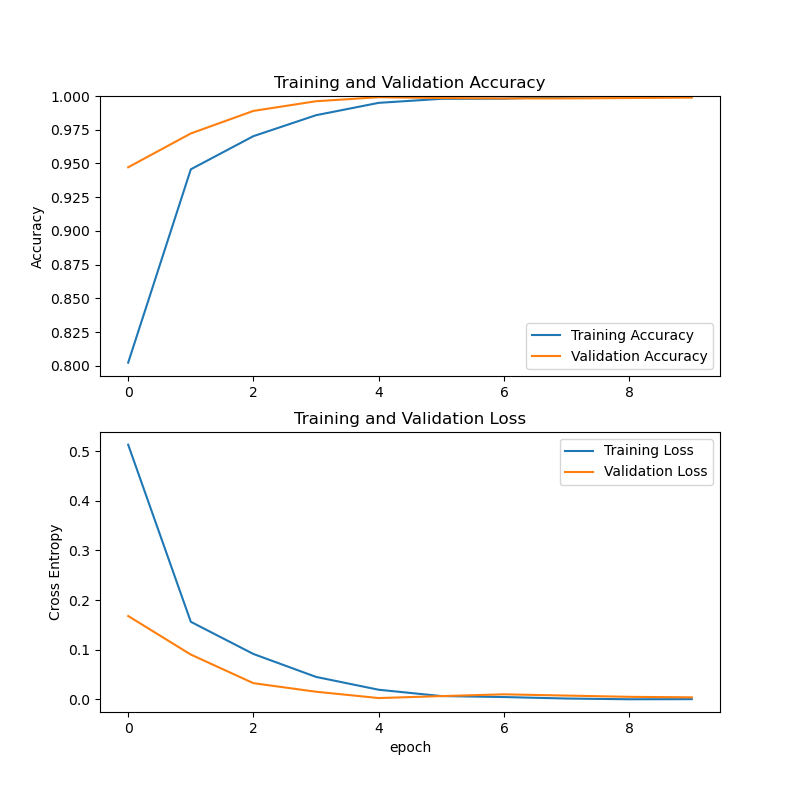 Training and Validation Accuracy
Accuracy
1.000
0.975
0.950
0.925
0.900
0.875
0.850
0.825
0.800
Training Accuracy
Validation Accuracy
0 2 4 6 8
Training and Validation Loss
Cross Entropy
0.5
0.4
0.3
0.2
0.1
0.0
Training Loss
Validation Loss
0 2 4 6 8
epoch